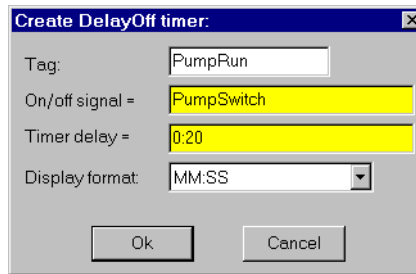 Create DelayOff timer:
Tag: PumpRun
On/off signal = PumpSwitch
Timer delay = 0:20
Display format: MM:SS
Ok Cancel